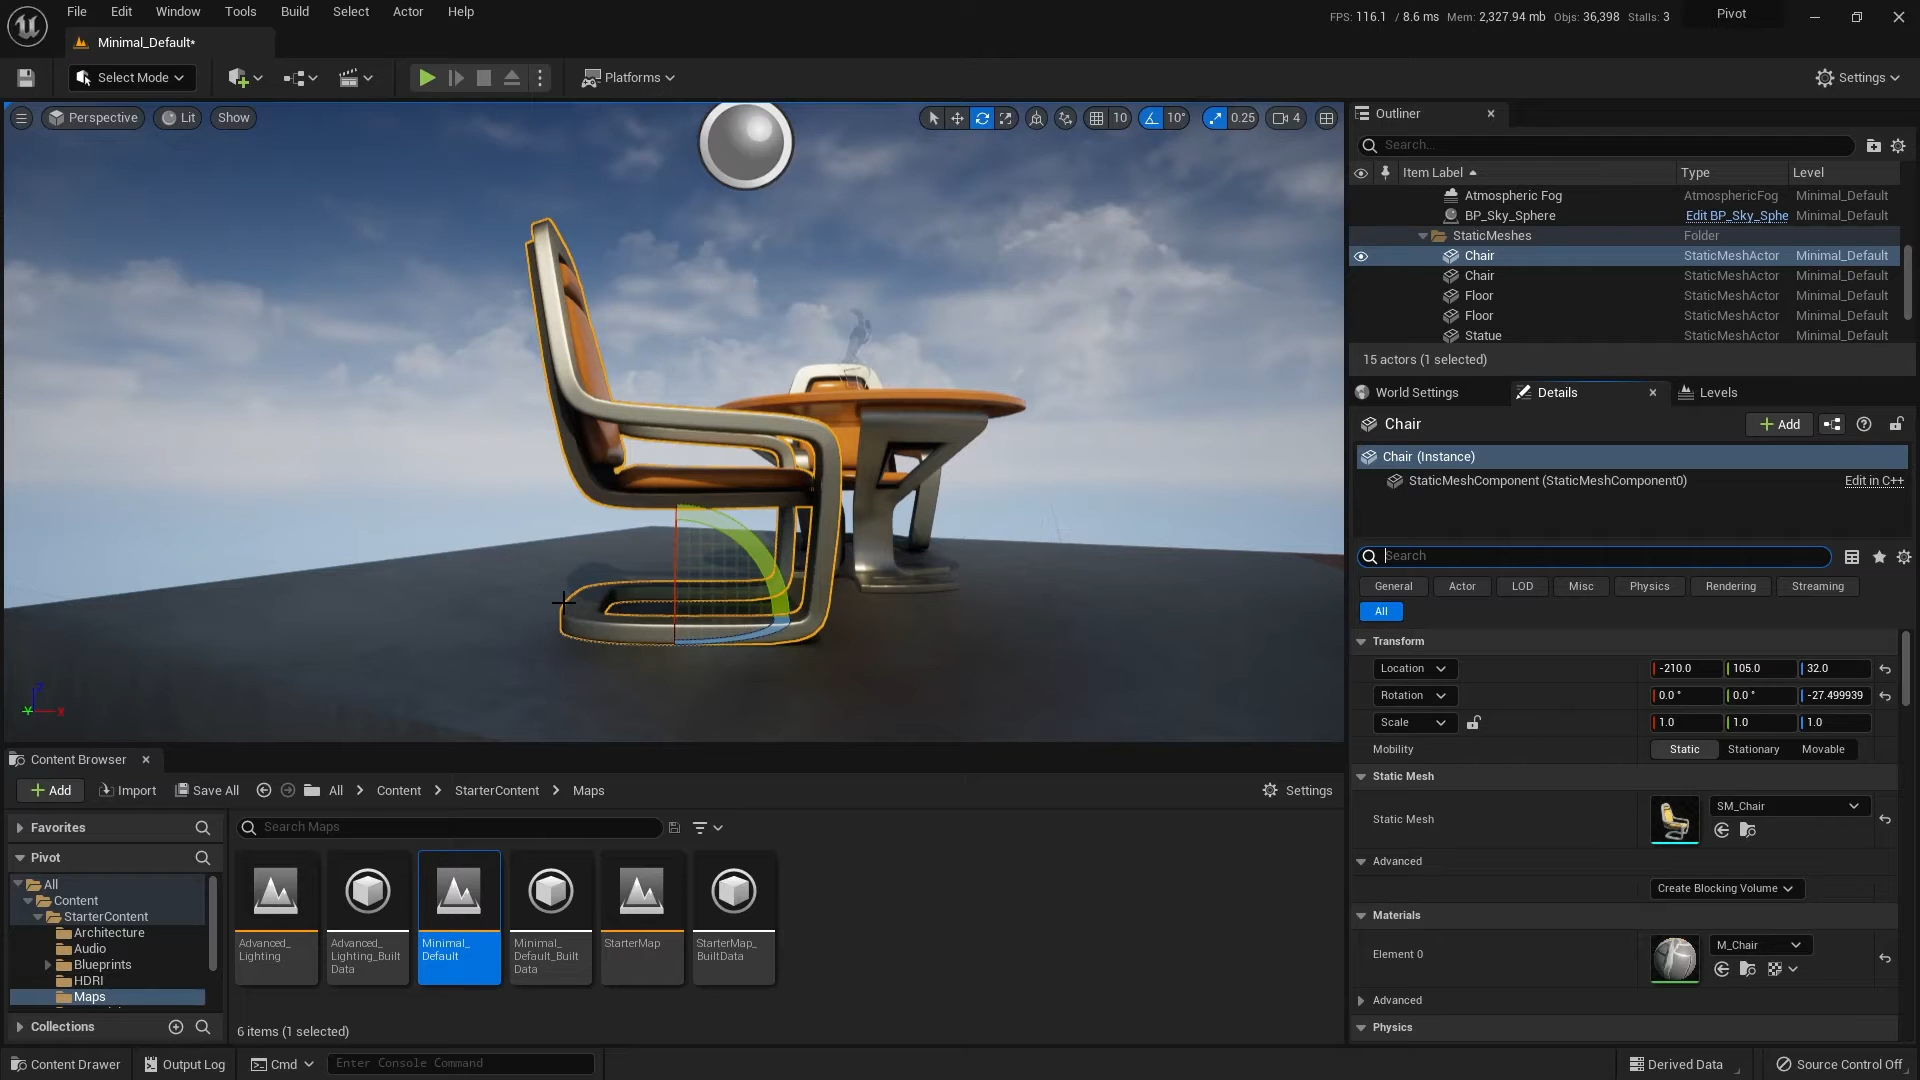 File Edit Window Tools Build Select Actor Help
FPS: 116.1 / 8.6 ms Mem: 2,327.94 mb Objs: 36,398 Stalls: 3 Pivot
Minimal_Default*
Select Mode Platforms Settings
Perspective Lit Show 10 10° 0.25 4
Outliner
Search...
Item Label Type Level
Atmospheric Fog AtmosphericFog Minimal_Default
BP_Sky_Sphere Edit BP_Sky_Sphe Minimal_Default
StaticMeshes Folder
Chair StaticMeshActor Minimal_Default
Chair StaticMeshActor Minimal_Default
Floor StaticMeshActor Minimal_Default
Floor StaticMeshActor Minimal_Default
Statue StaticMeshActor Minimal_Default
15 actors (1 selected)
World Settings Details Levels
Chair Add
Chair (Instance)
StaticMeshComponent (StaticMeshComponent0) Edit in C++
Search
General Actor LOD Misc Physics Rendering Streaming
All
Transform
Location -210.0 105.0 32.0
Rotation 0.0 ° 0.0 ° -27.499939
Scale 1.0 1.0 1.0
Mobility Static Stationary Movable
Static Mesh
Static Mesh SM_Chair
Advanced
Create Blocking Volume
Materials
Element 0 M_Chair
Advanced
Physics
Z
Y X
Content Browser
Add Import Save All All Content StarterContent Maps Settings
Favorites
Pivot
All
Content
StarterContent
Architecture
Audio
Blueprints
HDRI
Maps
Collections
Search Maps
Advanced_
Lighting
Advanced_
Lighting_Built
Data
Minimal_
Default
Minimal_
Default_Built
Data
StarterMap
StarterMap_
BuiltData
6 items (1 selected)
Content Drawer Output Log Cmd Enter Console Command Derived Data Source Control Off